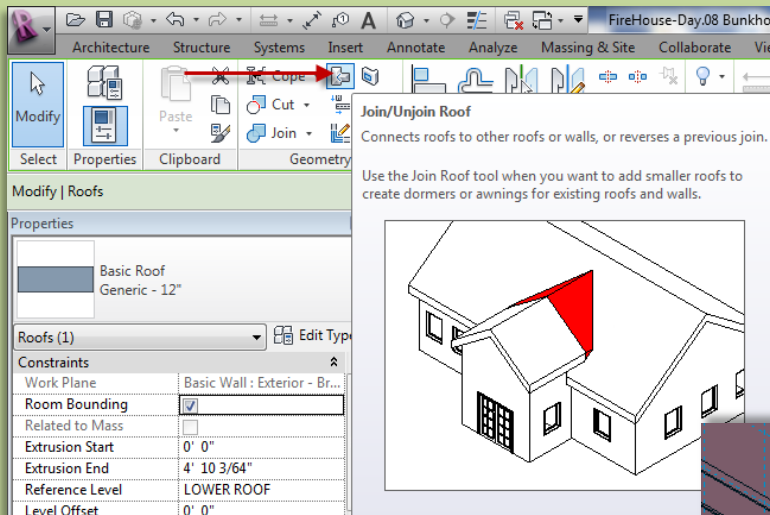 FireHouse-Day.08 Bunkho
Architecture Structure Systems Insert Annotate Analyze Massing & Site Collaborate Vie
Modify
Paste
Cope
Cut
Join
Select Properties Clipboard Geometry
Join/Unjoin Roof
Connects roofs to other roofs or walls, or reverses a previous join.
Use the Join Roof tool when you want to add smaller roofs to
create dormers or awnings for existing roofs and walls.
Modify | Roofs
Properties
Basic Roof
Generic - 12"
Roofs (1) Edit Type
Constraints
Work Plane Basic Wall : Exterior - Br...
Room Bounding
Related to Mass
Extrusion Start 0' 0"
Extrusion End 4' 10 3/64"
Reference Level LOWER ROOF
Level Offset 0' 0"